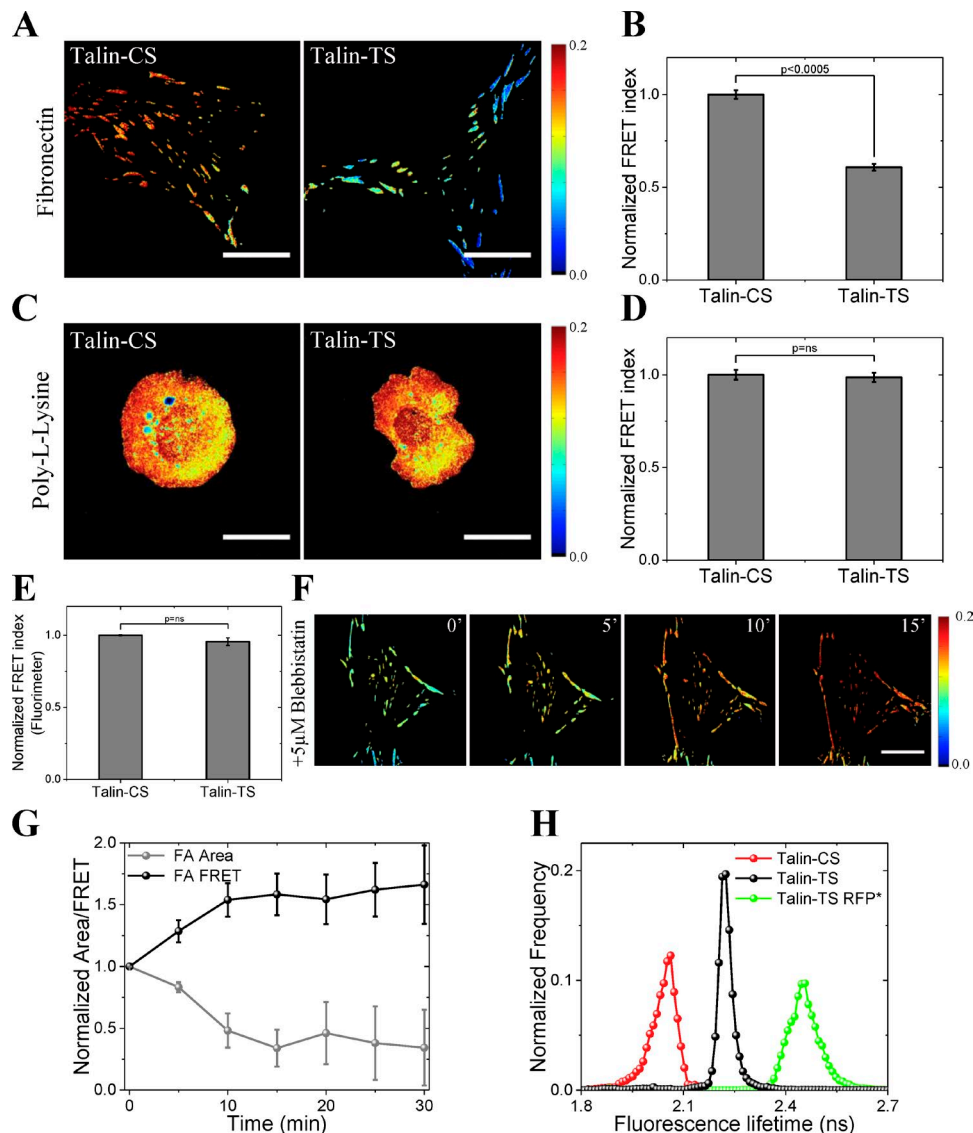 A
Talin-CS
Talin-TS
0.2
0.0
Fibronectin
B
p<0.0005
1.0
0.5
0.0
Normalized FRET index
Talin-CS
Talin-TS
C
Talin-CS
Talin-TS
0.2
0.0
Poly-L-Lysine
D
p=ns
1.0
0.5
0.0
Normalized FRET index
Talin-CS
Talin-TS
E
p=ns
1.0
0.5
0.0
Normalized FRET index
(Fluorimeter)
Talin-CS
Talin-TS
F
0'
5'
10'
15'
0.2
0.0
+5μM Blebbistatin
G
FA Area
FA FRET
2.0
1.5
1.0
0.5
0.0
Normalized Area/FRET
0
10
20
30
Time (min)
H
Talin-CS
Talin-TS
Talin-TS RFP*
0.2
0.1
0.0
Normalized Frequency
1.8
2.1
2.4
2.7
Fluorescence lifetime (ns)